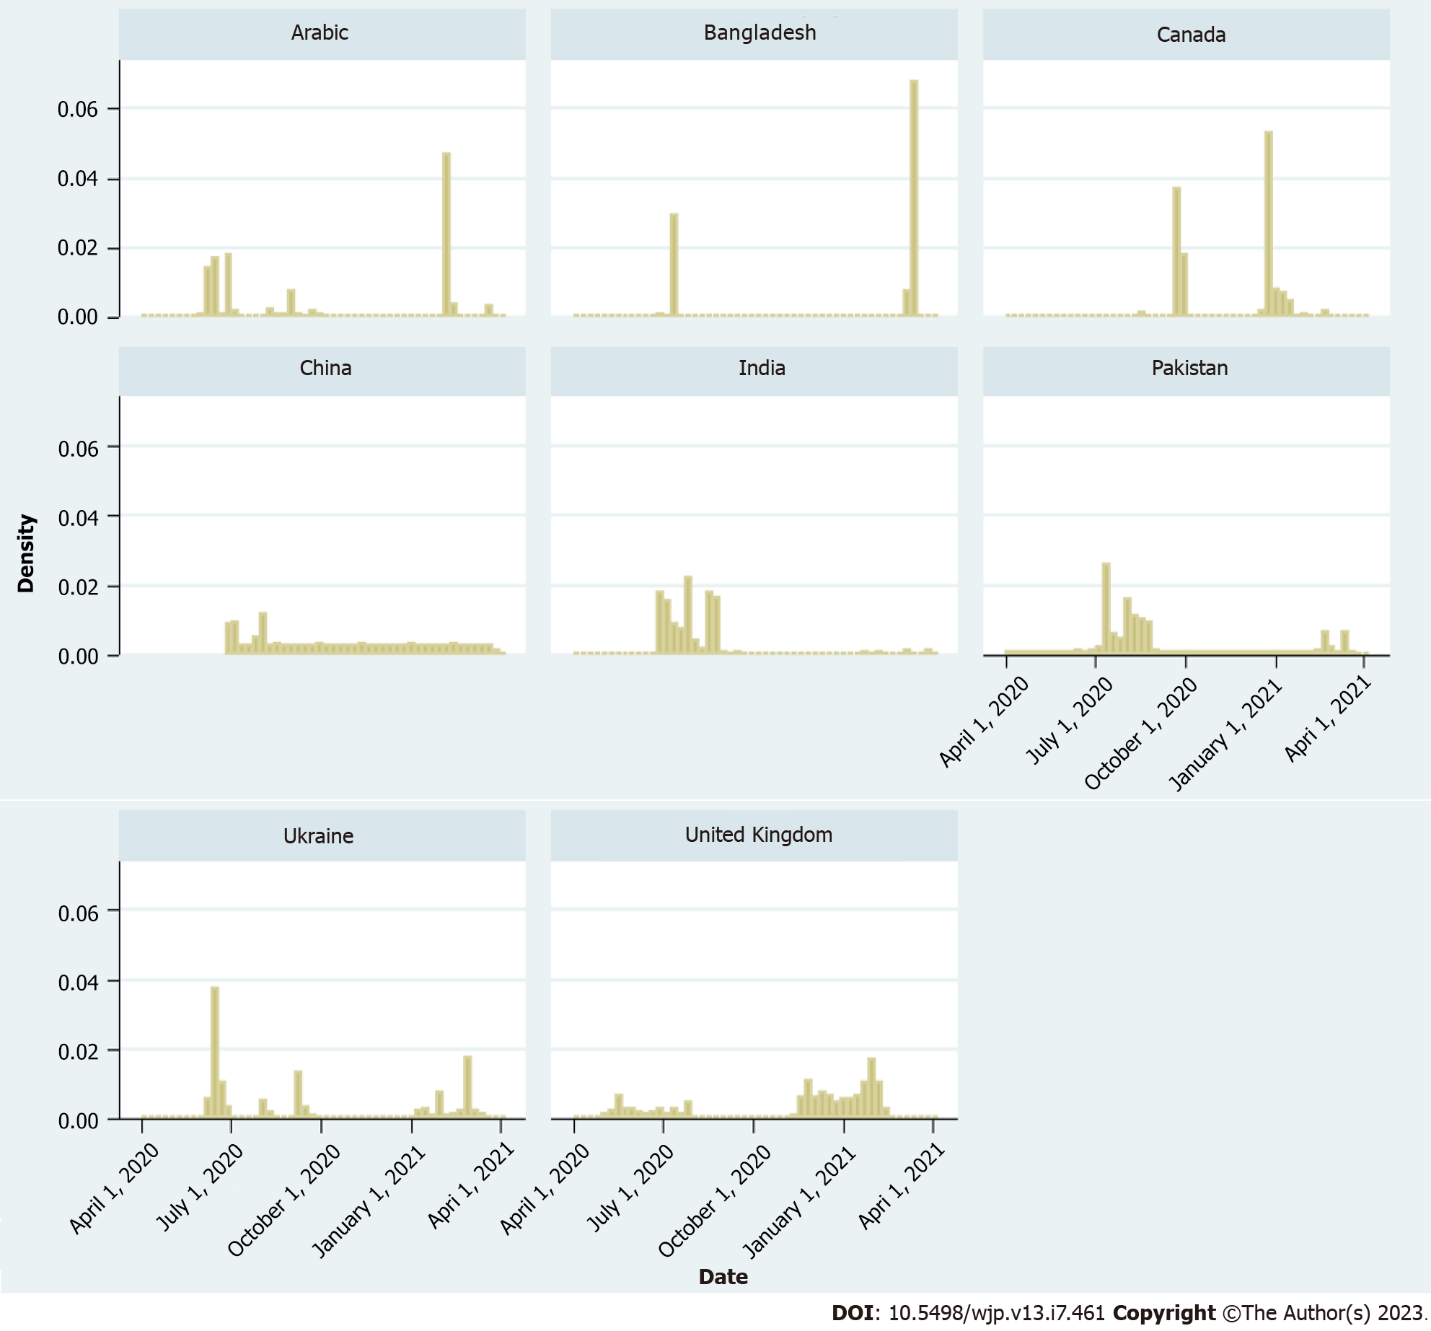 Arabic Bangladesh Canada
0.06
0.04
0.02
0.00
China India Pakistan
0.06
0.04
0.02
0.00
Density
April 1, 2020 July 1, 2020 October 1, 2020 January 1, 2021 Apri 1, 2021
Ukraine United Kingdom
0.06
0.04
0.02
0.00
April 1, 2020 July 1, 2020 October 1, 2020 January 1, 2021 Apri 1, 2021 April 1, 2020 July 1, 2020 October 1, 2020 January 1, 2021 Apri 1, 2021
Date
DOI: 10.5498/wjp.v13.i7.461 Copyright ©The Author(s) 2023.